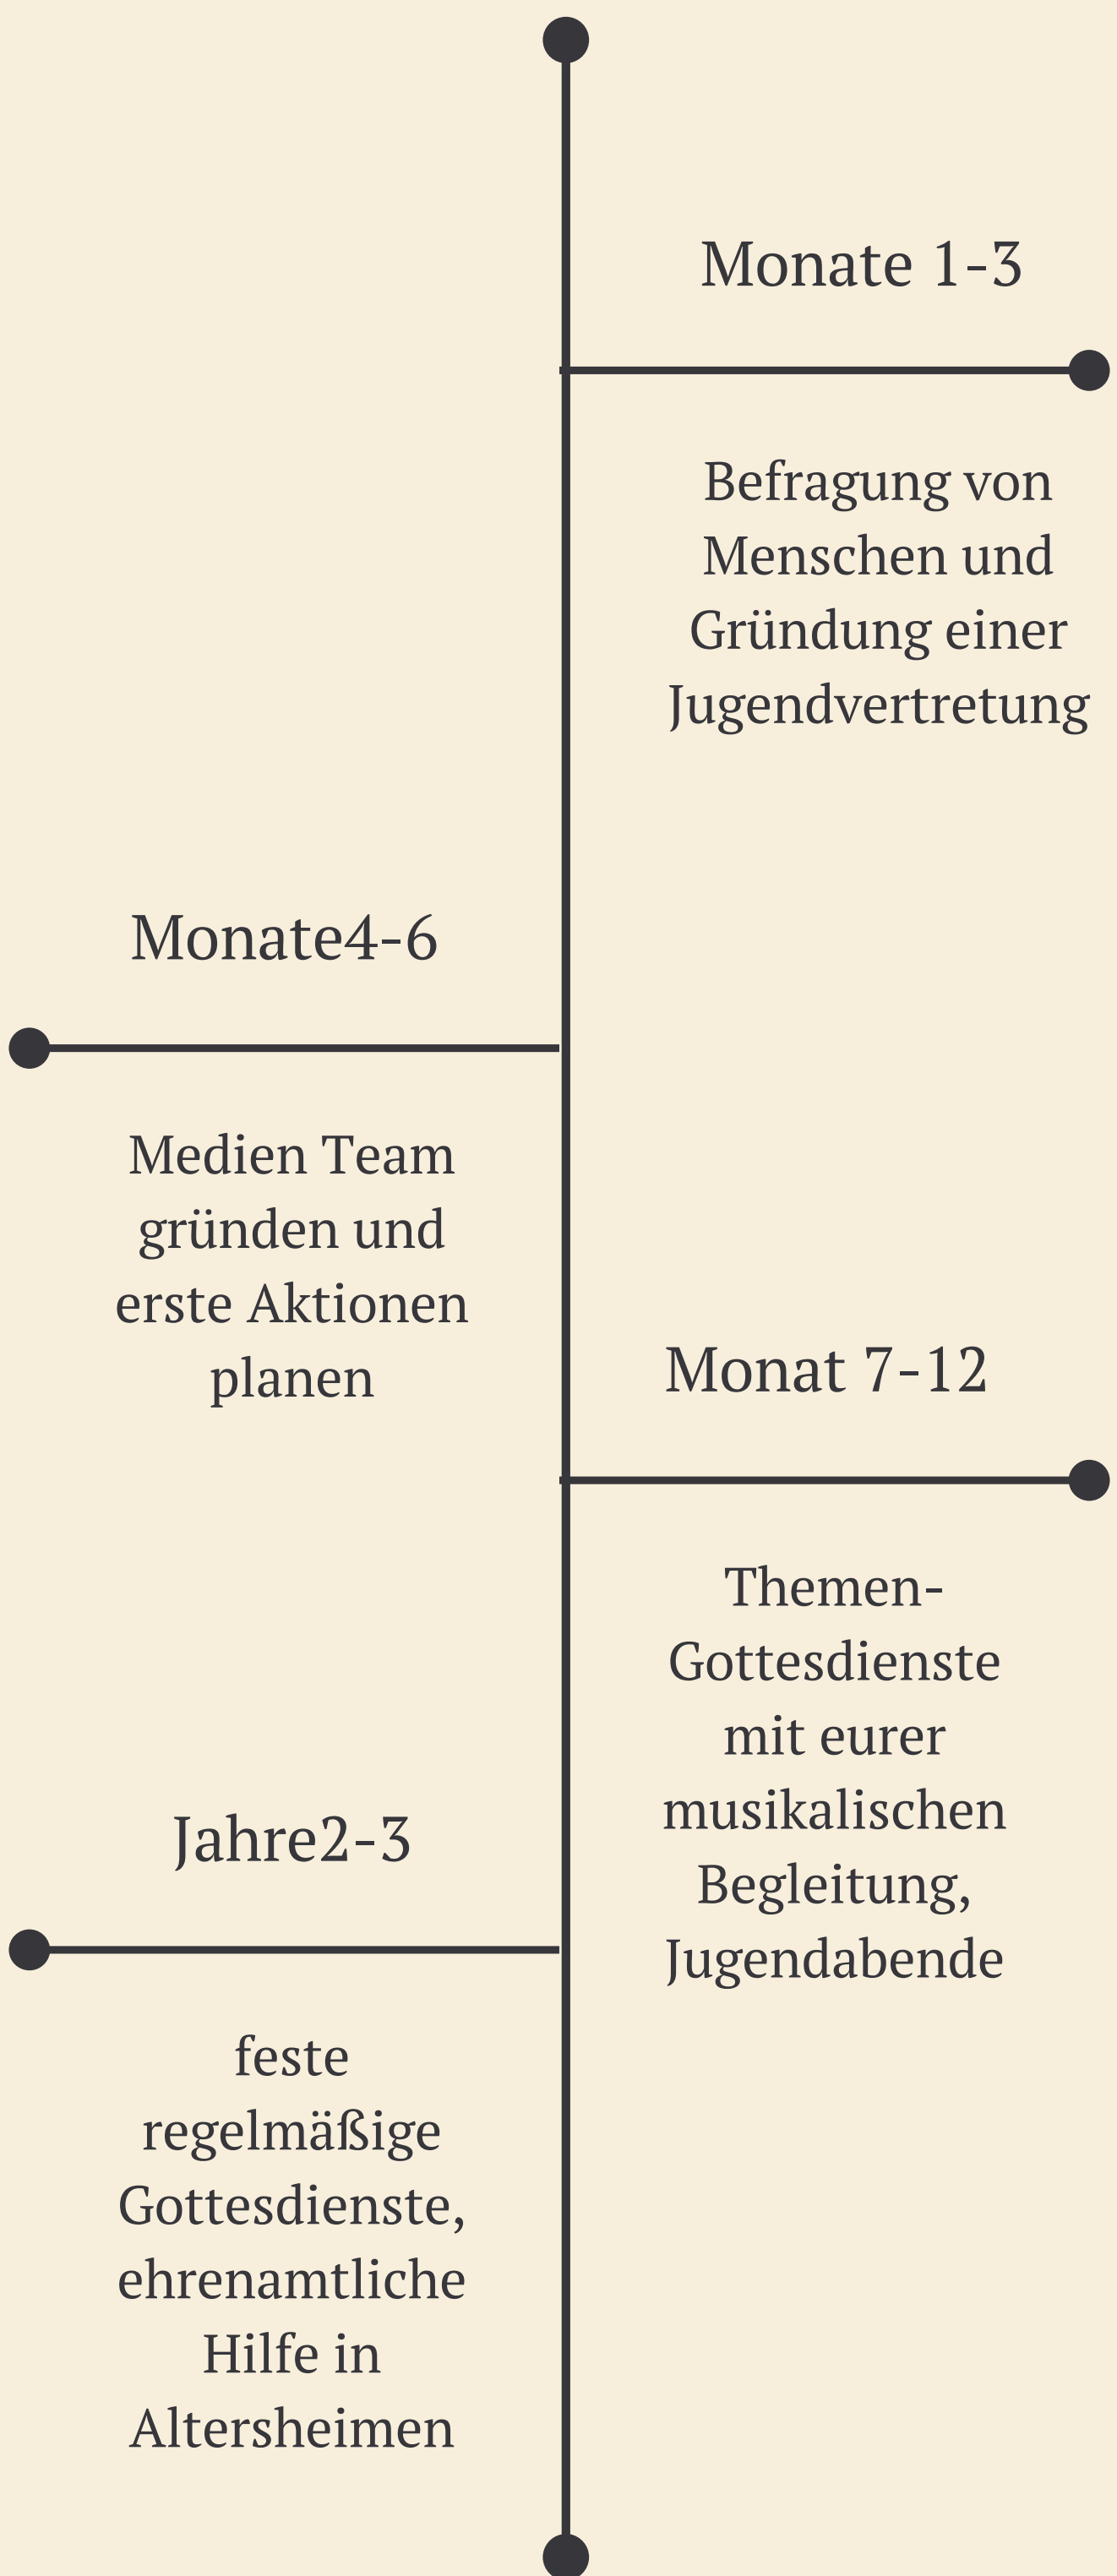 Monate 1-3
Befragung von
Menschen und
Gründung einer
Jugendvertretung
Monate4-6
Medien Team
gründen und
erste Aktionen
planen
Monat 7-12
Themen-
Gottesdienste
mit eurer
musikalischen
Begleitung,
Jugendabende
Jahre2-3
feste
regelmäßige
Gottesdienste,
ehrenamtliche
Hilfe in
Altersheimen